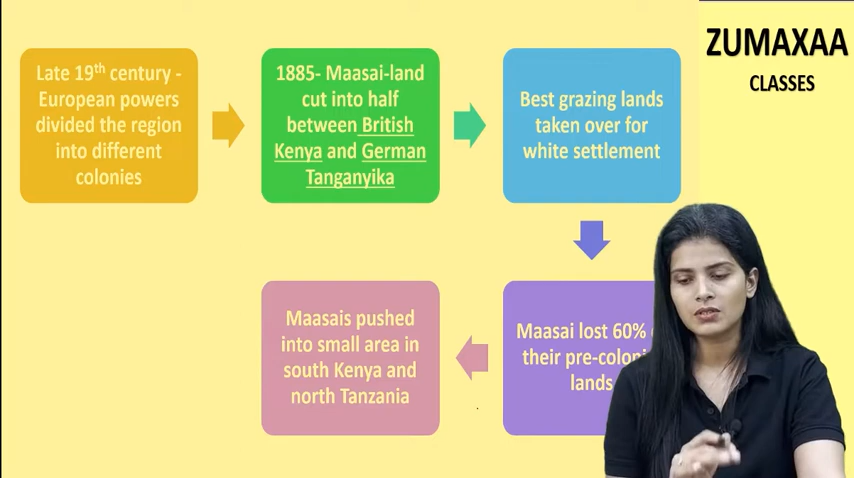 ZUMAXAA
CLASSES
Late 19th century -
European powers
divided the region
into different
colonies
1885- Maasai-land
cut into half
between British
Kenya and German
Tanganyika
Best grazing lands
taken over for
white settlement
Maasai lost 60%
their pre-coloni
lands
Maasais pushed
into small area in
south Kenya and
north Tanzania